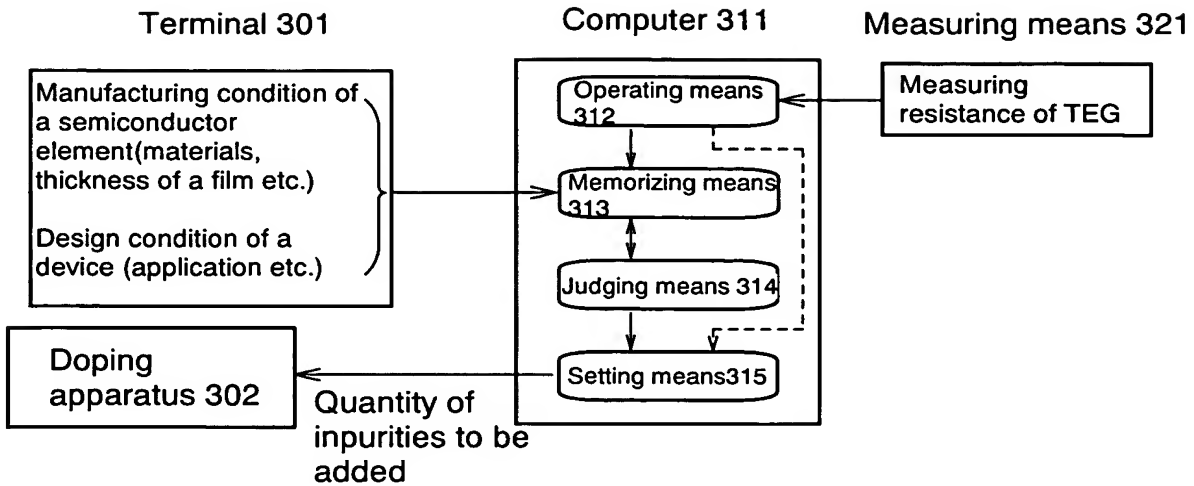 Terminal 301
Computer 311
Measuring means 321
Manufacturing condition of
a semiconductor
element(materials,
thickness of a film etc.)
Design condition of a
device (application etc.)
Operating means
312
Memorizing means
313
Judging means 314
Setting means315
Measuring
resistance of TEG
Doping
apparatus 302
Quantity of
inpurities to be
added